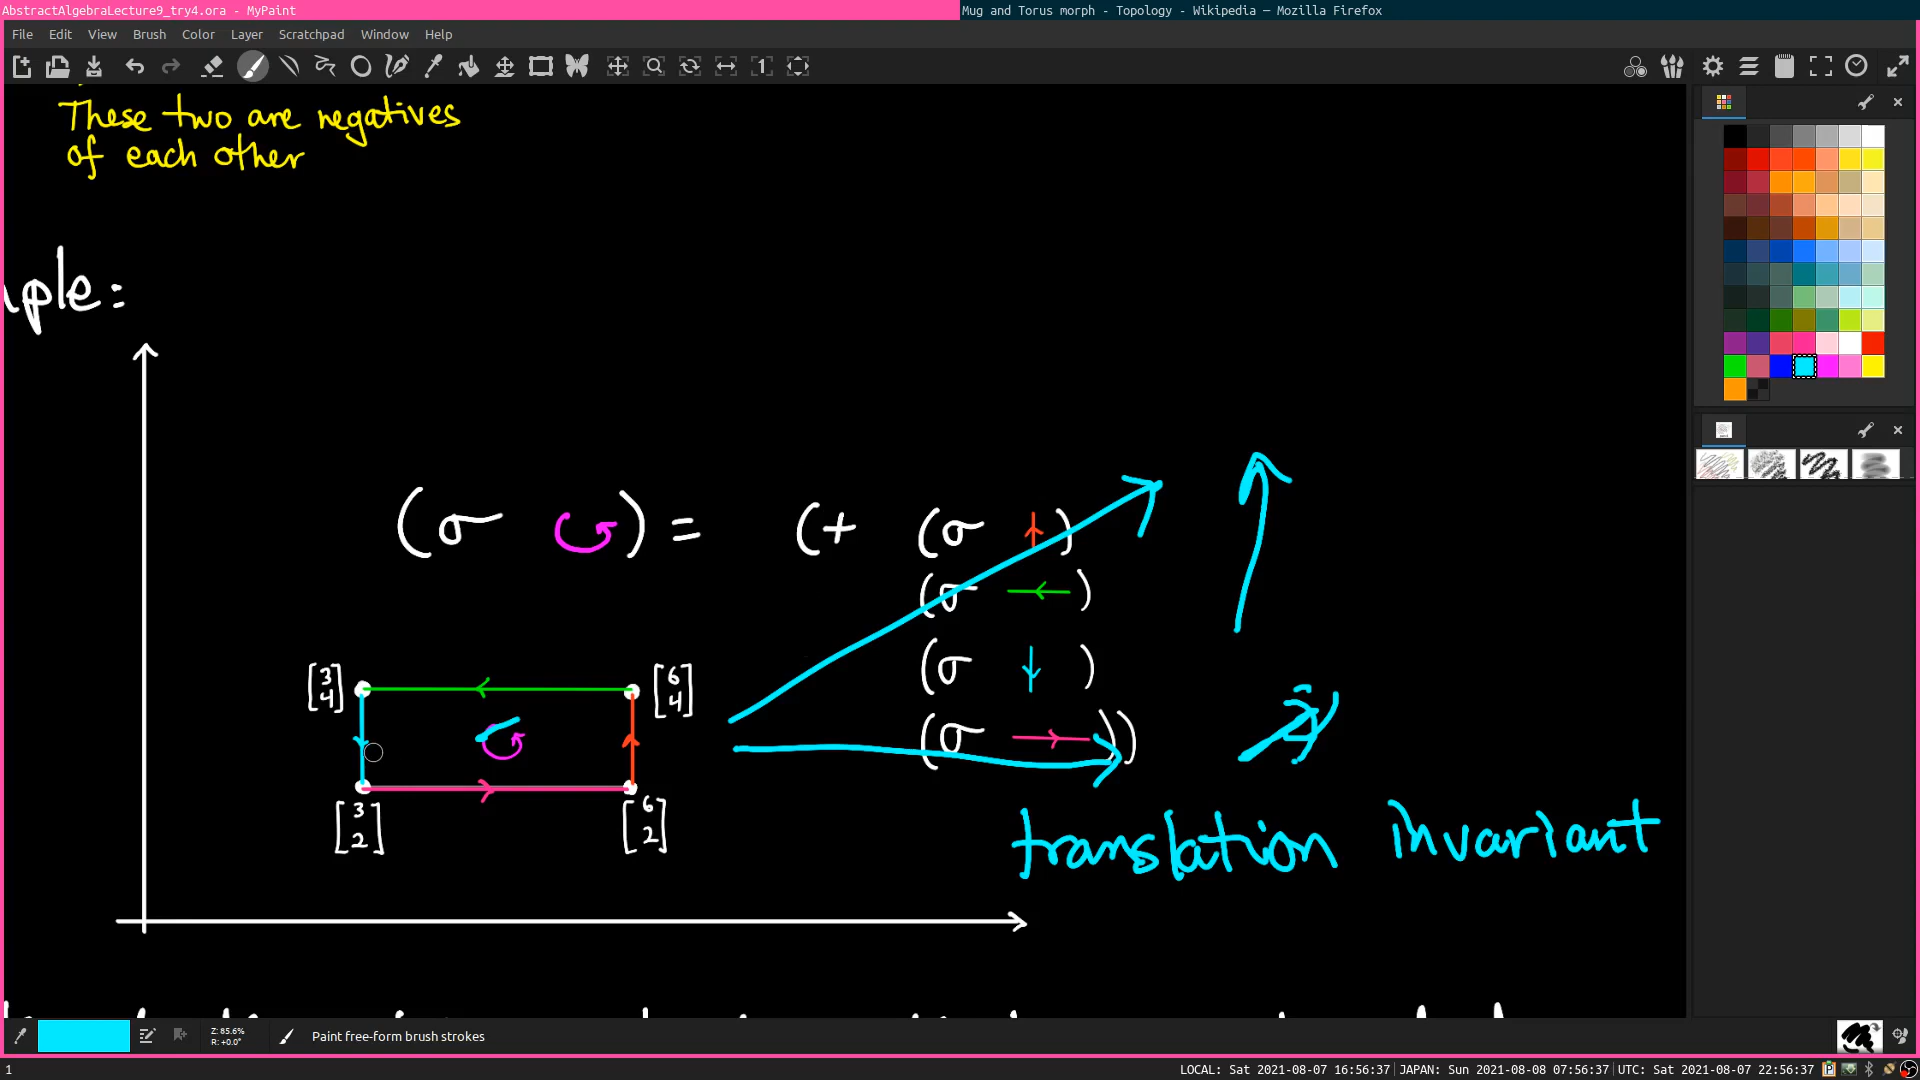 AbstractAlgebraLecture9_try4.ora - MyPaint
Mug and Torus morph - Topology - Wikipedia — Mozilla Firefox
File Edit View Brush Color Layer Scratchpad Window Help
These two are negatives
of each other
ple:
(σ ) = (+ (σ )
(σ )
(σ )
(σ ))
[3 4]
[6 4]
[3 2]
[6 2]
translation invariant
Z: 85.6%
R: +0.0°
Paint free-form brush strokes
1
LOCAL: Sat 2021-08-07 16:56:37 | JAPAN: Sun 2021-08-08 07:56:37 | UTC: Sat 2021-08-07 22:56:37